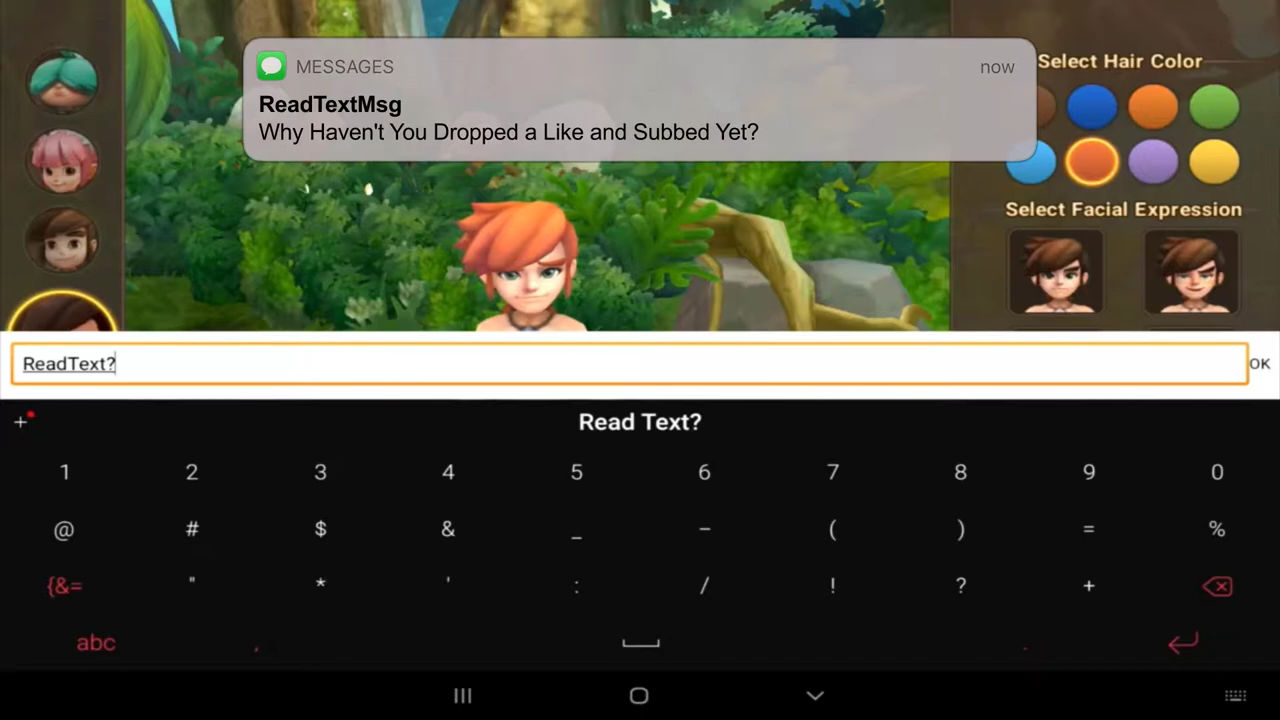 MESSAGES now
ReadTextMsg
Why Haven't You Dropped a Like and Subbed Yet?
Select Hair Color
Select Facial Expression
ReadText?
OK
+ Read Text?
1 2 3 4 5 6 7 8 9 0
@ # $ & _ - ( ) = %
{&= " * ' : / ! ? +
abc , .